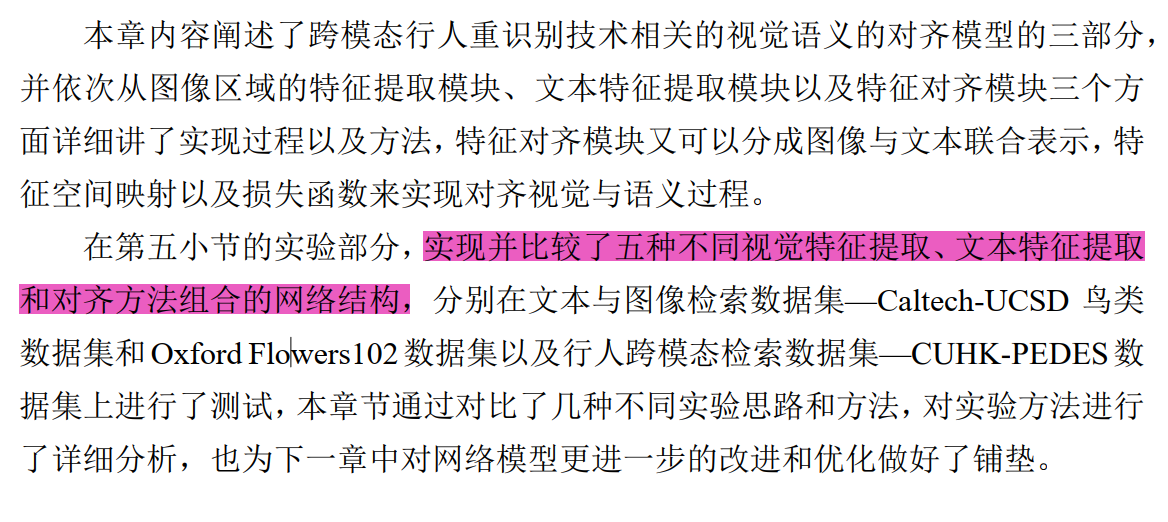 本章内容阐述了跨模态行人重识别技术相关的视觉语义的对齐模型的三部分，
并依次从图像区域的特征提取模块、文本特征提取模块以及特征对齐模块三个方
面详细讲了实现过程以及方法，特征对齐模块又可以分成图像与文本联合表示，特
征空间映射以及损失函数来实现对齐视觉与语义过程。
在第五小节的实验部分，实现并比较了五种不同视觉特征提取、文本特征提取
和对齐方法组合的网络结构，分别在文本与图像检索数据集—Caltech-UCSD 鸟类
数据集和 Oxford Flowers102 数据集以及行人跨模态检索数据集—CUHK-PEDES 数
据集上进行了测试，本章节通过对比了几种不同实验思路和方法，对实验方法进行
了详细分析，也为下一章中对网络模型更进一步的改进和优化做好了铺垫。